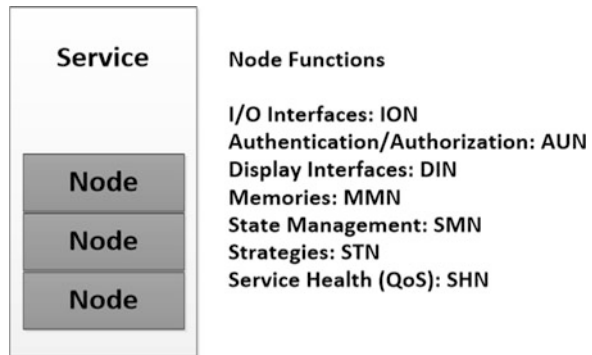 Service
Node
Node
Node
Node Functions
I/O Interfaces: ION
Authentication/Authorization: AUN
Display Interfaces: DIN
Memories: MMN
State Management: SMN
Strategies: STN
Service Health (QoS): SHN